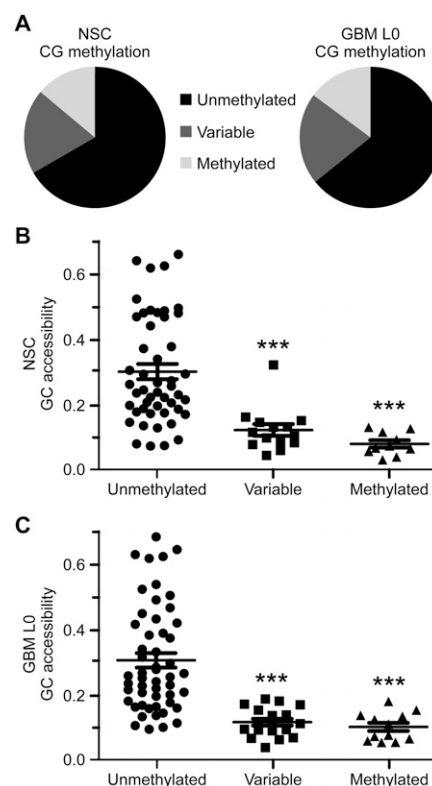 A
NSC
CG methylation
GBM L0
CG methylation
Unmethylated
Variable
Methylated
B
NSC
GC accessibility
0.6
0.4
0.2
0.0
***
***
Unmethylated
Variable
Methylated
C
GBM L0
GC accessibility
0.6
0.4
0.2
0.0
***
***
Unmethylated
Variable
Methylated